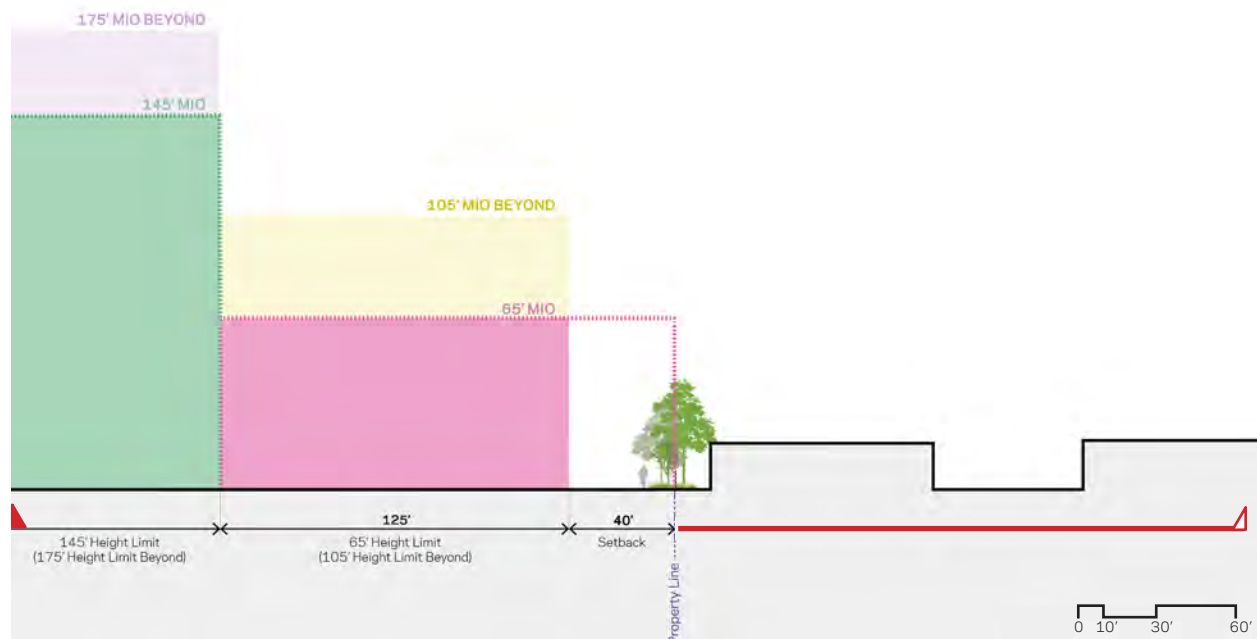 175' MIO BEYOND
145' MIO
105' MIO BEYOND
65' MIO
125'
40'
145' Height Limit
(175' Height Limit Beyond)
65' Height Limit
(105' Height Limit Beyond)
Setback
Property Line
0 10' 30' 60'